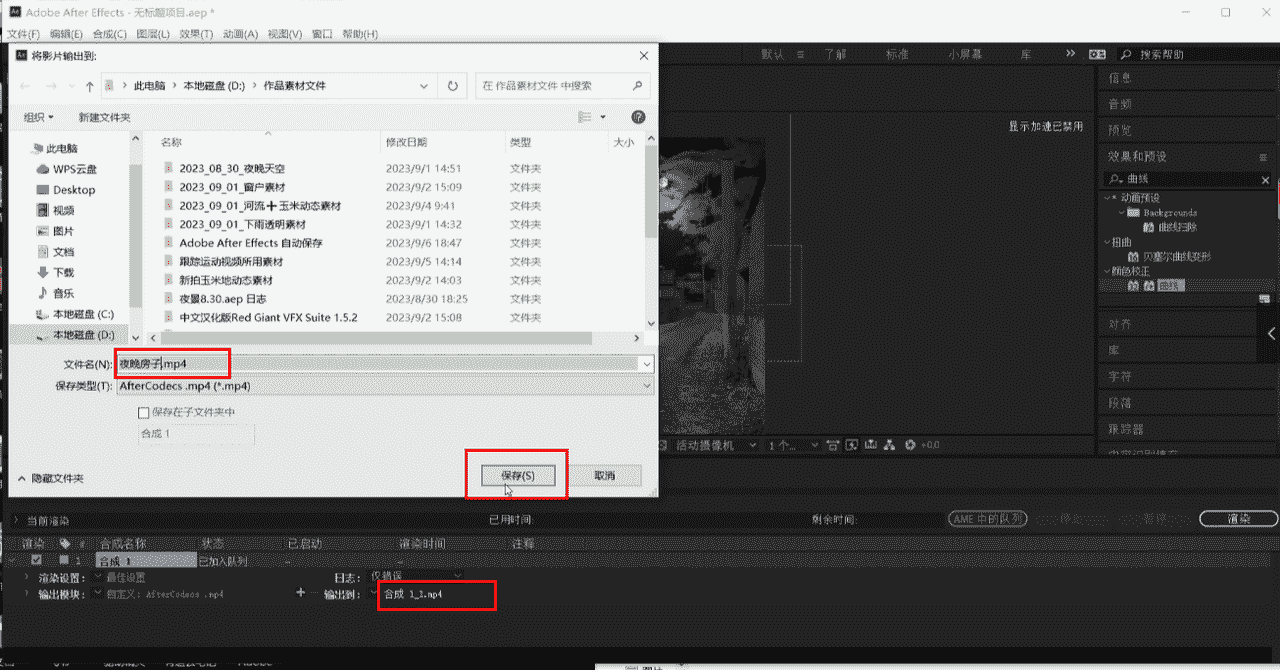 Adobe After Effects - 无标题项目.aep *
文件(F) 编辑(E) 合成(C) 图层(L) 效果(T) 动画(A) 视图(V) 窗口 帮助(H)
将影片输出到:
默认 了解 标准 小屏幕 库 搜索帮助
此电脑 本地磁盘 (D:) 作品素材文件
在 作品素材文件 中搜索
组织 新建文件夹
名称 修改日期 类型 大小
此电脑
WPS云盘
Desktop
视频
图片
文档
下载
音乐
本地磁盘 (C:)
本地磁盘 (D:)
2023_08_30_夜晚天空 2023/9/1 14:51 文件夹
2023_09_01_窗户素材 2023/9/2 15:09 文件夹
2023_09_01_河流+玉米动态素材 2023/9/4 9:41 文件夹
2023_09_01_下雨透明素材 2023/9/1 14:32 文件夹
Adobe After Effects 自动保存 2023/9/6 18:47 文件夹
跟踪运动视频所用素材 2023/9/5 14:14 文件夹
新拍玉米地动态素材 2023/9/2 14:03 文件夹
夜景8.30.aep 日志 2023/8/30 18:25 文件夹
中文汉化版Red Giant VFX Suite 1.5.2 2023/9/2 15:08 文件夹
文件名(N): 夜晚房子.mp4
保存类型(T): AfterCodecs .mp4 (*.mp4)
保存在子文件夹中
合成 1
隐藏文件夹
保存(S) 取消
显示加速已禁用
信息
音频
预览
效果和预设
曲线
动画预设
Backgrounds
曲线扫除
扭曲
贝塞尔曲线变形
颜色校正
曲线
对齐
库
字符
段落
跟踪器
活动摄像机 1 个... +0.0
当前渲染 已用时间: 剩余时间: AME 中的队列 停止 暂停 渲染
渲染 # 合成名称 状态 已启动 渲染时间 注释
1 合成 1 已加入队列 - -
渲染设置: 最佳设置 日志: 仅错误
输出模块: 自定义: AfterCodecs .mp4 输出到: 合成 1_1.mp4